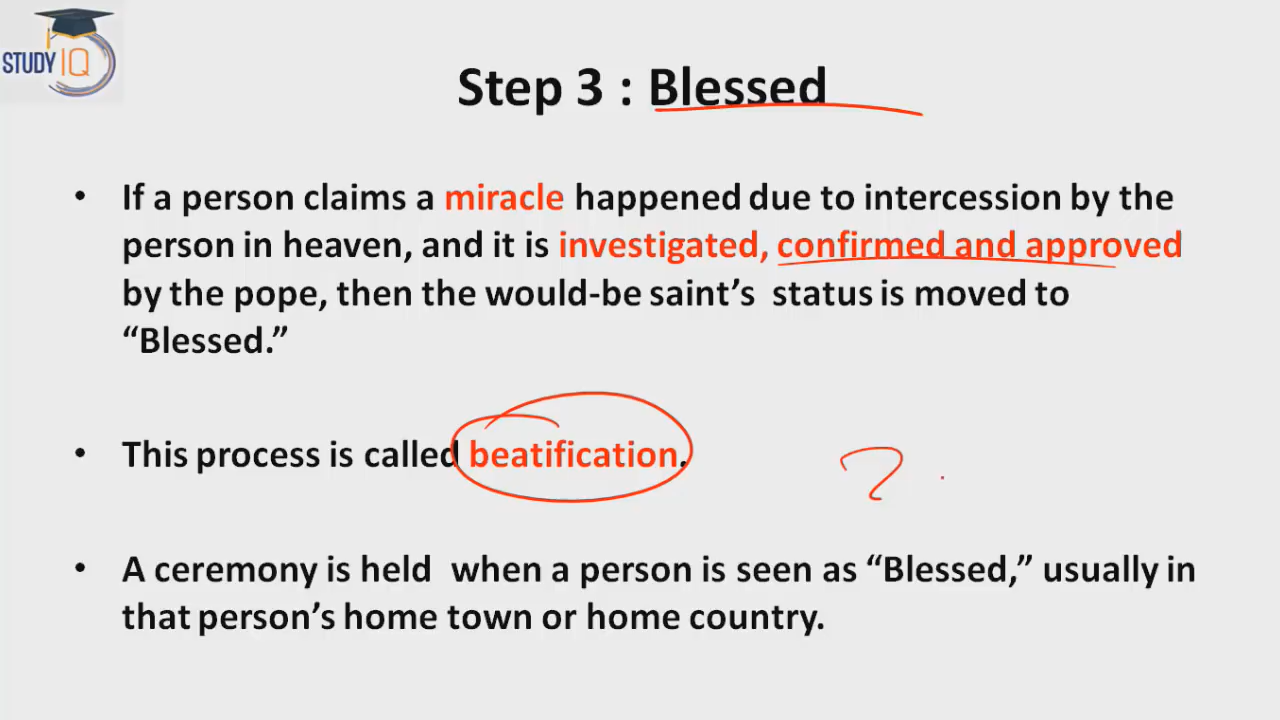 STUDY IQ
Step 3 : Blessed
• If a person claims a miracle happened due to intercession by the
person in heaven, and it is investigated, confirmed and approved
by the pope, then the would-be saint’s status is moved to
“Blessed.”
• This process is called beatification.
• A ceremony is held when a person is seen as “Blessed,” usually in
that person’s home town or home country.